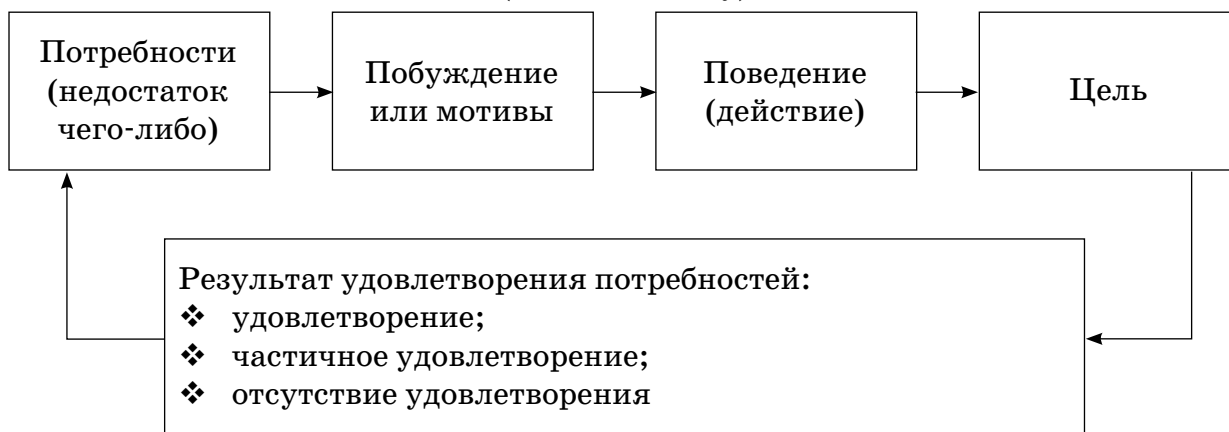 Потребности
(недостаток
чего-либо)
Побуждение
или мотивы
Поведение
(действие)
Цель
Результат удовлетворения потребностей:
❖ удовлетворение;
❖ частичное удовлетворение;
❖ отсутствие удовлетворения